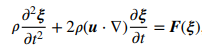 ρ ∂²ξ/∂t² + 2ρ(u · ∇) ∂ξ/∂t = F(ξ).